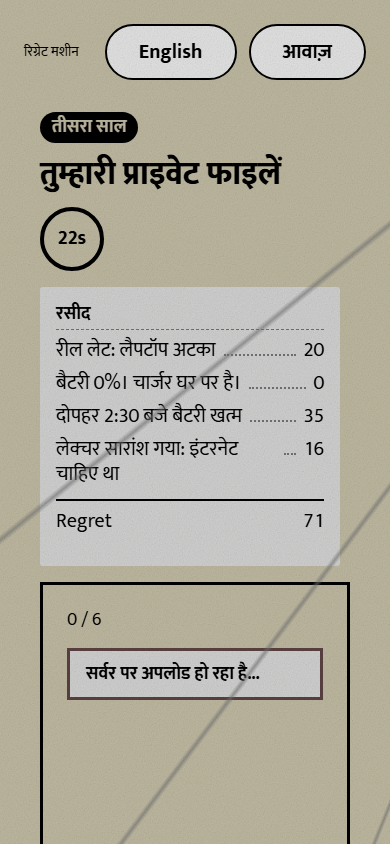 रिग्रेट मशीन
English
आवाज़
तीसरा साल
तुम्हारी प्राइवेट फाइलें
22s
रसीद
रील लेट: लैपटॉप अटका 20
बैटरी 0%। चार्जर घर पर है। 0
दोपहर 2:30 बजे बैटरी खत्म 35
लेक्चर सारांश गया: इंटरनेट 16
चाहिए था
Regret 71
0 / 6
सर्वर पर अपलोड हो रहा है...